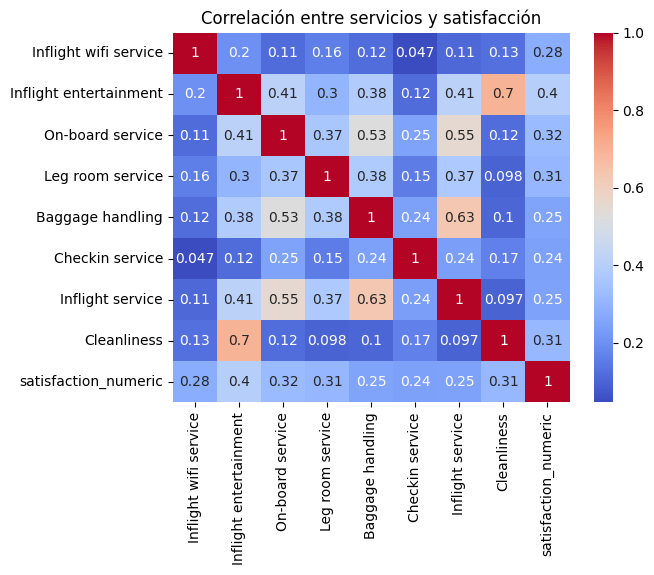 Correlación entre servicios y satisfacción
Inflight wifi service 1 0.2 0.11 0.16 0.12 0.047 0.11 0.13 0.28
Inflight entertainment 0.2 1 0.41 0.3 0.38 0.12 0.41 0.7 0.4
On-board service 0.11 0.41 1 0.37 0.53 0.25 0.55 0.12 0.32
Leg room service 0.16 0.3 0.37 1 0.38 0.15 0.37 0.098 0.31
Baggage handling 0.12 0.38 0.53 0.38 1 0.24 0.63 0.1 0.25
Checkin service 0.047 0.12 0.25 0.15 0.24 1 0.24 0.17 0.24
Inflight service 0.11 0.41 0.55 0.37 0.63 0.24 1 0.097 0.25
Cleanliness 0.13 0.7 0.12 0.098 0.1 0.17 0.097 1 0.31
satisfaction_numeric 0.28 0.4 0.32 0.31 0.25 0.24 0.25 0.31 1
Inflight wifi service
Inflight entertainment
On-board service
Leg room service
Baggage handling
Checkin service
Inflight service
Cleanliness
satisfaction_numeric
1.0
0.8
0.6
0.4
0.2